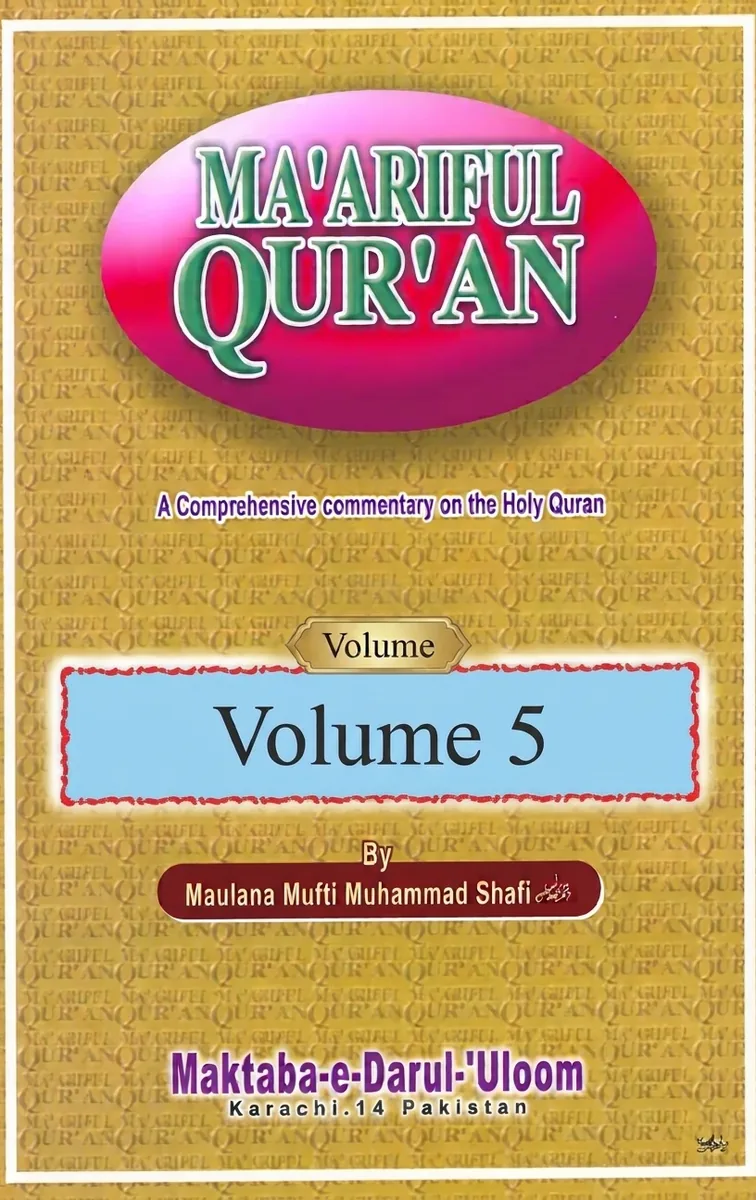 MA'ARIFUL
QUR'AN
A Comprehensive commentary on the Holy Quran
Volume
Volume 5
By
Maulana Mufti Muhammad Shafi
Maktaba-e-Darul-'Uloom
Karachi.14 Pakistan